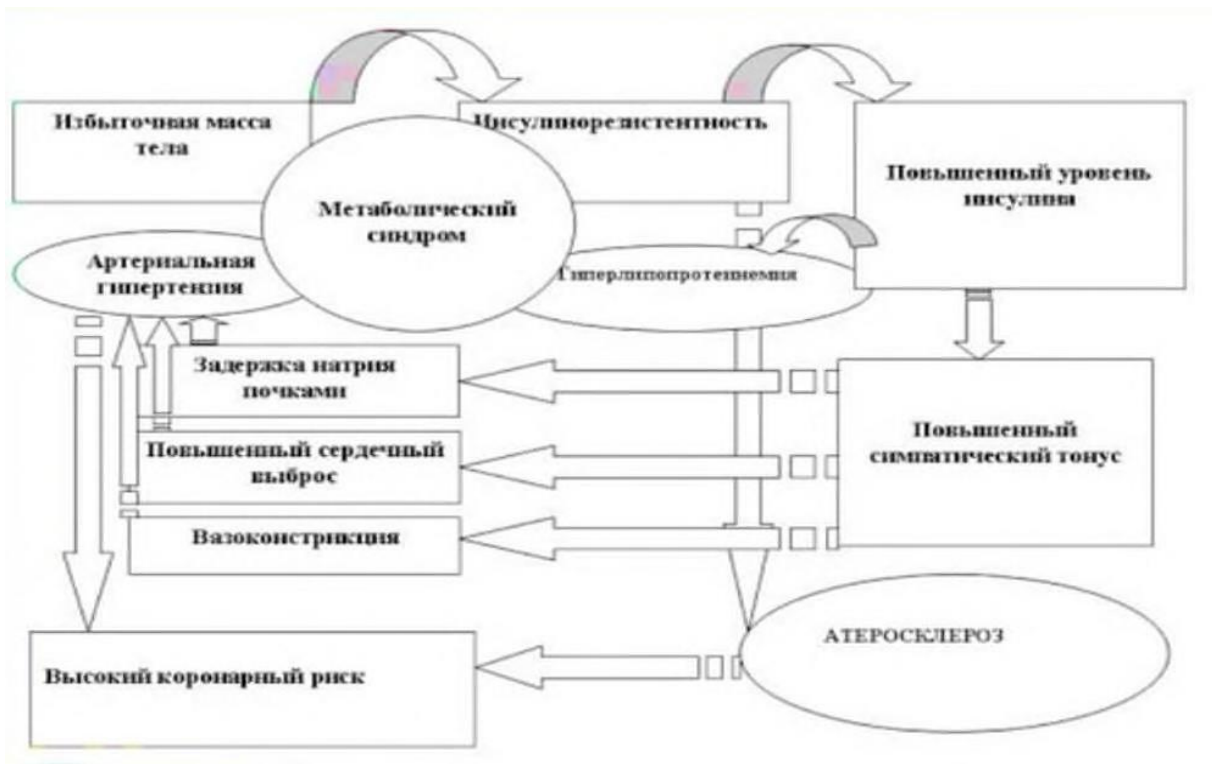 Избыточная масса
тела
Инсулинорезистентность
Повышенный уровень
инсулина
Метаболический
синдром
Артериальная
гипертензия
Гиперлипопротеинемия
Задержка натрия
почками
Повышенный сердечный
выброс
Вазоконстрикция
Повышенный
симпатический тонус
АТЕРОСКЛЕРОЗ
Высокий коронарный риск